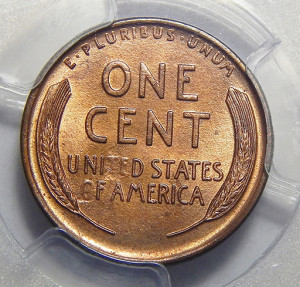 E·PLURIBUS·UNUM
ONE
CENT
UNITED STATES
OF AMERICA